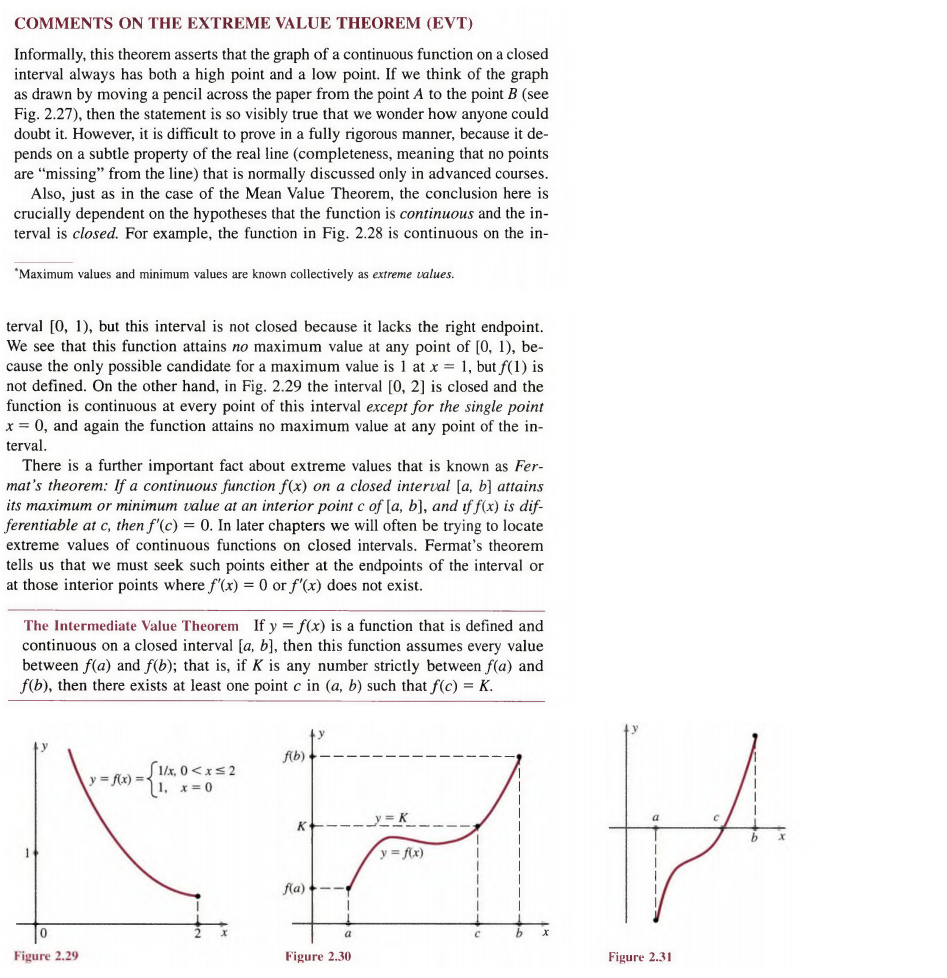 COMMENTS ON THE EXTREME VALUE THEOREM (EVT)
Informally, this theorem asserts that the graph of a continuous function on a closed
interval always has both a high point and a low point. If we think of the graph
as drawn by moving a pencil across the paper from the point A to the point B (see
Fig. 2.27), then the statement is so visibly true that we wonder how anyone could
doubt it. However, it is difficult to prove in a fully rigorous manner, because it de-
pends on a subtle property of the real line (completeness, meaning that no points
are “missing” from the line) that is normally discussed only in advanced courses.
Also, just as in the case of the Mean Value Theorem, the conclusion here is
crucially dependent on the hypotheses that the function is continuous and the in-
terval is closed. For example, the function in Fig. 2.28 is continuous on the in-
*Maximum values and minimum values are known collectively as extreme values.
terval [0, 1), but this interval is not closed because it lacks the right endpoint.
We see that this function attains no maximum value at any point of [0, 1), be-
cause the only possible candidate for a maximum value is 1 at x = 1, but f(1) is
not defined. On the other hand, in Fig. 2.29 the interval [0, 2] is closed and the
function is continuous at every point of this interval except for the single point
x = 0, and again the function attains no maximum value at any point of the in-
terval.
There is a further important fact about extreme values that is known as Fer-
mat's theorem: If a continuous function f(x) on a closed interval [a, b] attains
its maximum or minimum value at an interior point c of [a, b], and if f(x) is dif-
ferentiable at c, then f'(c) = 0. In later chapters we will often be trying to locate
extreme values of continuous functions on closed intervals. Fermat's theorem
tells us that we must seek such points either at the endpoints of the interval or
at those interior points where f'(x) = 0 or f'(x) does not exist.
The Intermediate Value Theorem If y = f(x) is a function that is defined and
continuous on a closed interval [a, b], then this function assumes every value
between f(a) and f(b); that is, if K is any number strictly between f(a) and
f(b), then there exists at least one point c in (a, b) such that f(c) = K.
y
y = f(x) = { 1/x, 0 < x ≤ 2
1, x = 0
1
0 2 x
Figure 2.29
y
f(b)
y = K
K
y = f(x)
f(a)
a c b x
Figure 2.30
y
a c
b x
Figure 2.31